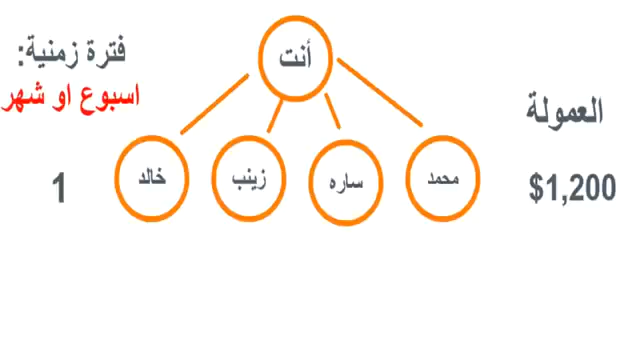 أنت
فترة زمنية:
اسبوع او شهر
العمولة
محمد
ساره
زينب
خالد
1
$1,200